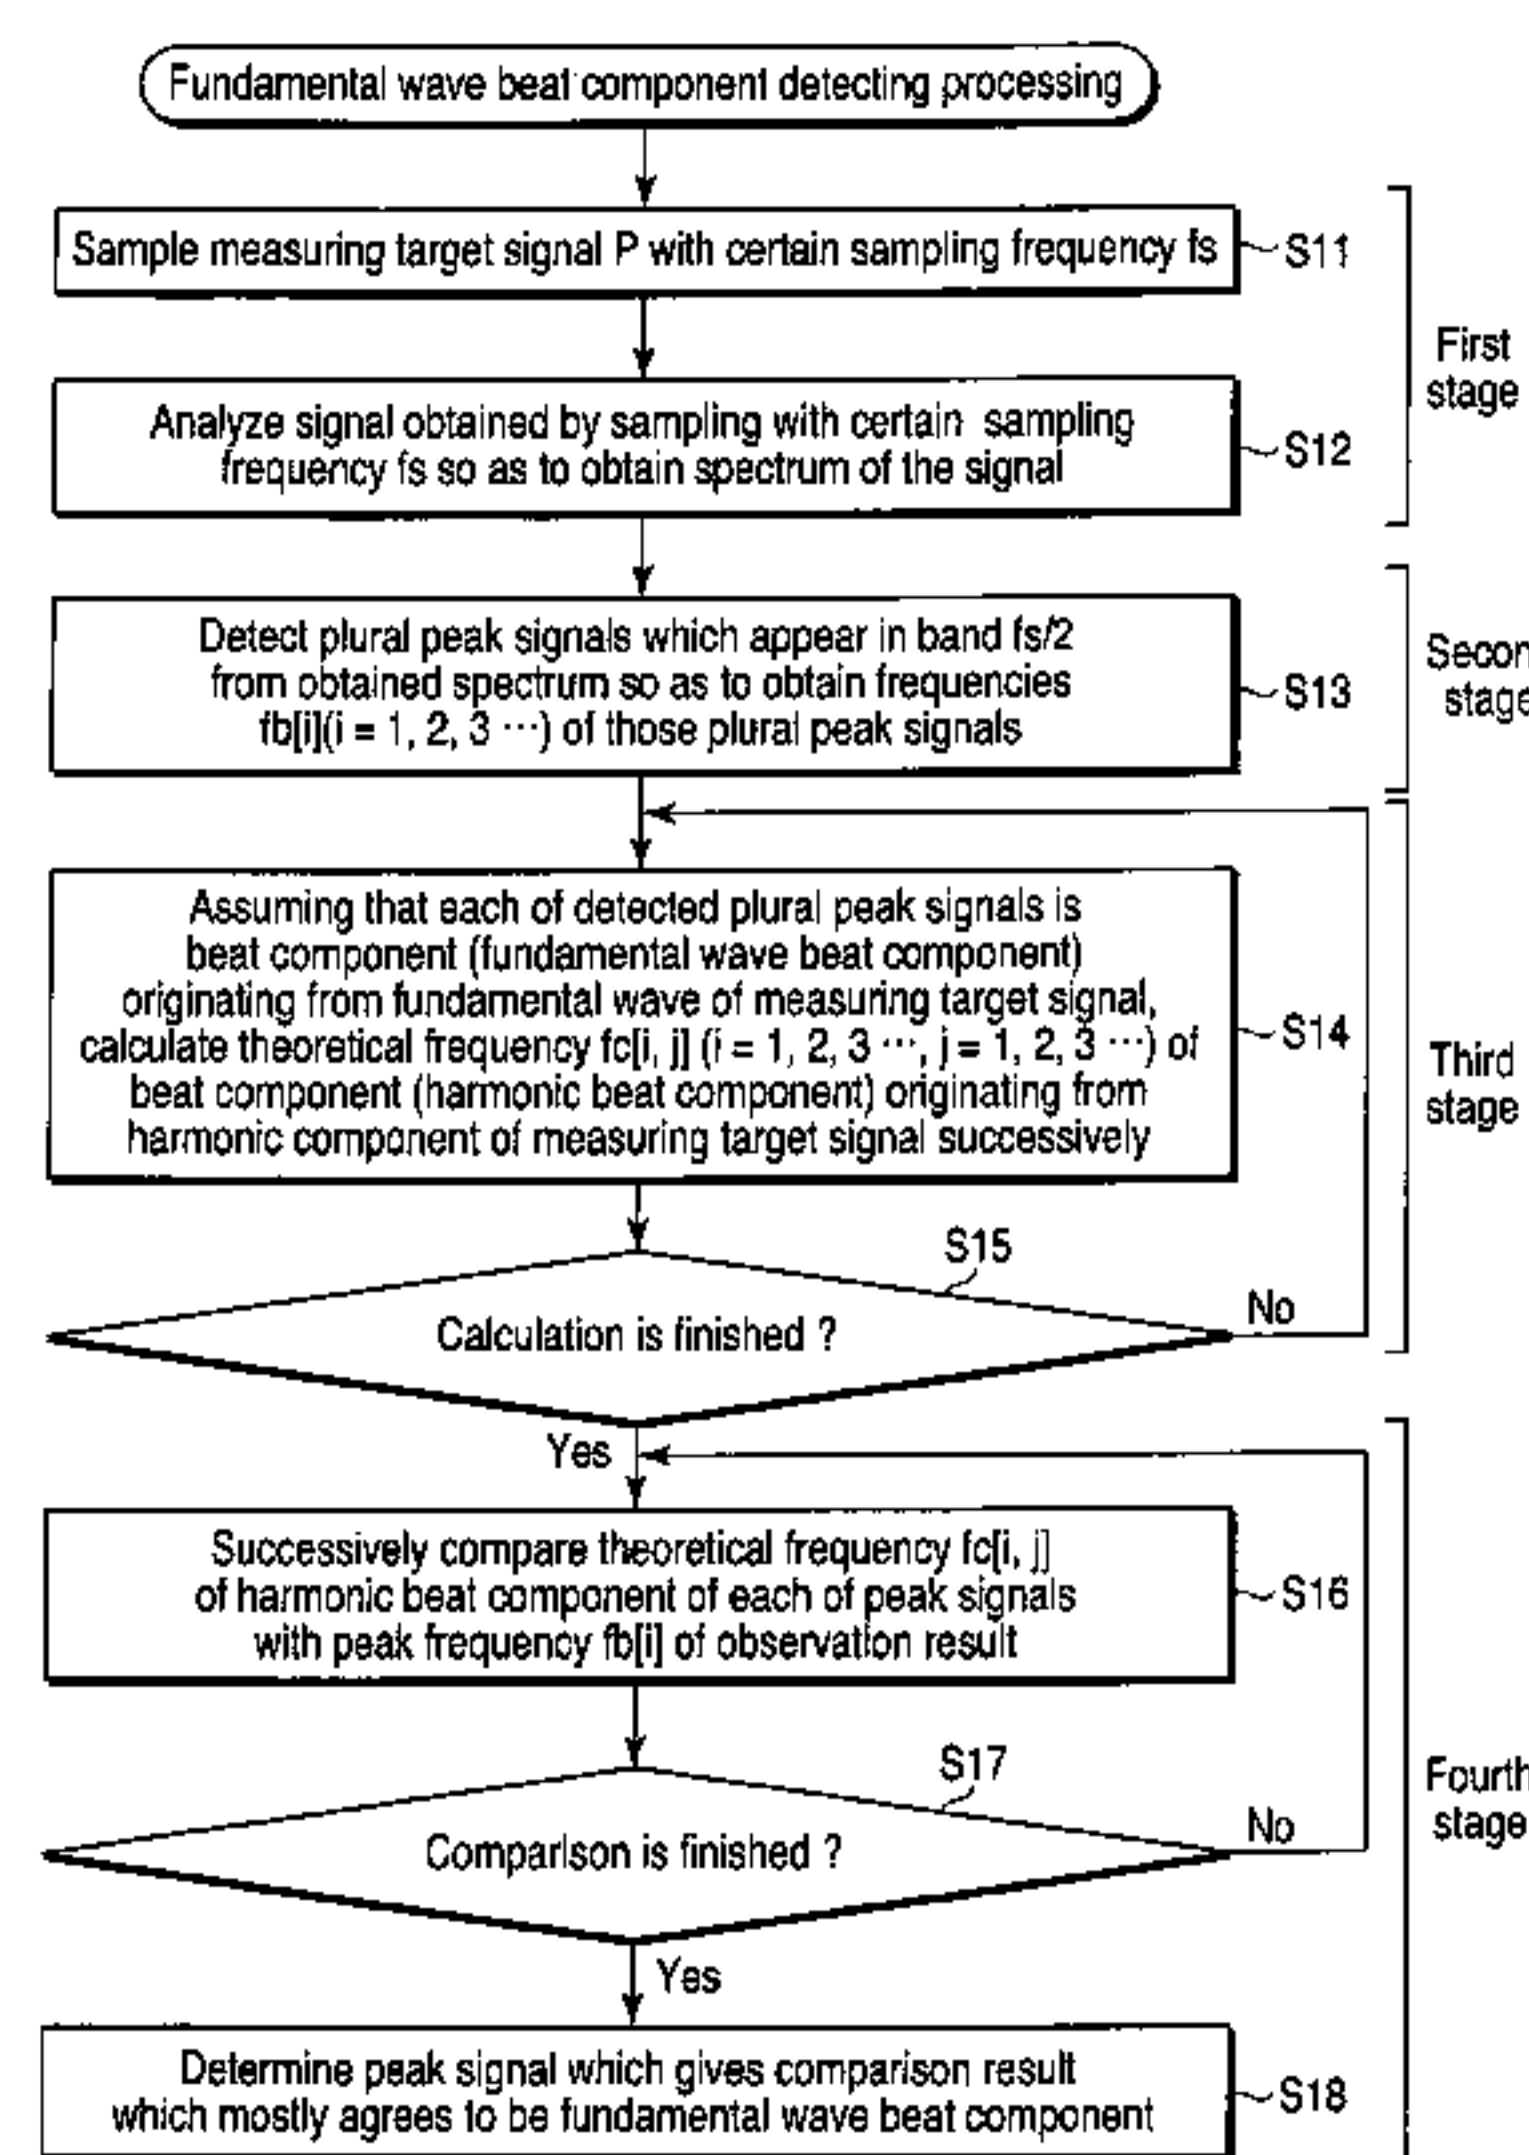 Fundamental wave beat component detecting processing
Sample measuring target signal P with certain sampling frequency fs
S11
First
stage
Analyze signal obtained by sampling with certain sampling
frequency fs so as to obtain spectrum of the signal
S12
Detect plural peak signals which appear in band fs/2
from obtained spectrum so as to obtain frequencies
fb[i](i = 1, 2, 3 ···) of those plural peak signals
S13
Secon
stage
Assuming that each of detected plural peak signals is
beat component (fundamental wave beat component)
originating from fundamental wave of measuring target signal,
calculate theoretical frequency fc[i, j] (i = 1, 2, 3 ···, j = 1, 2, 3 ···) of
beat component (harmonic beat component) originating from
harmonic component of measuring target signal successively
S14
Third
stage
S15
Calculation is finished ?
No
Yes
Successively compare theoretical frequency fc[i, j]
of harmonic beat component of each of peak signals
with peak frequency fb[i] of observation result
S16
S17
Comparison is finished ?
No
Fourth
stage
Yes
Determine peak signal which gives comparison result
which mostly agrees to be fundamental wave beat component
S18